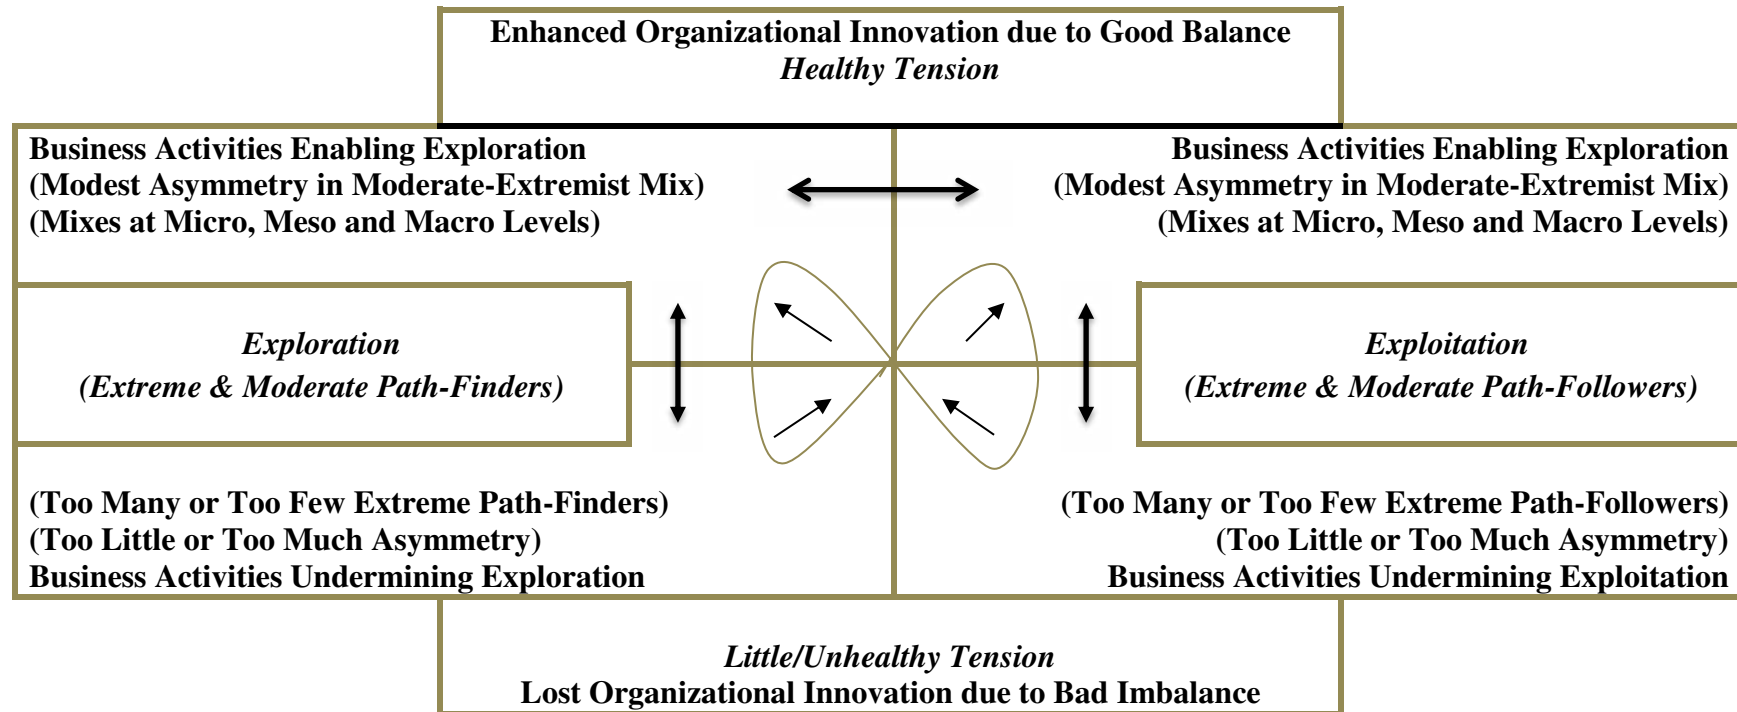 Enhanced Organizational Innovation due to Good Balance
Healthy Tension
Business Activities Enabling Exploration
(Modest Asymmetry in Moderate-Extremist Mix)
(Mixes at Micro, Meso and Macro Levels)
Business Activities Enabling Exploration
(Modest Asymmetry in Moderate-Extremist Mix)
(Mixes at Micro, Meso and Macro Levels)
Exploration
(Extreme & Moderate Path-Finders)
Exploitation
(Extreme & Moderate Path-Followers)
(Too Many or Too Few Extreme Path-Finders)
(Too Little or Too Much Asymmetry)
Business Activities Undermining Exploration
(Too Many or Too Few Extreme Path-Followers)
(Too Little or Too Much Asymmetry)
Business Activities Undermining Exploitation
Little/Unhealthy Tension
Lost Organizational Innovation due to Bad Imbalance